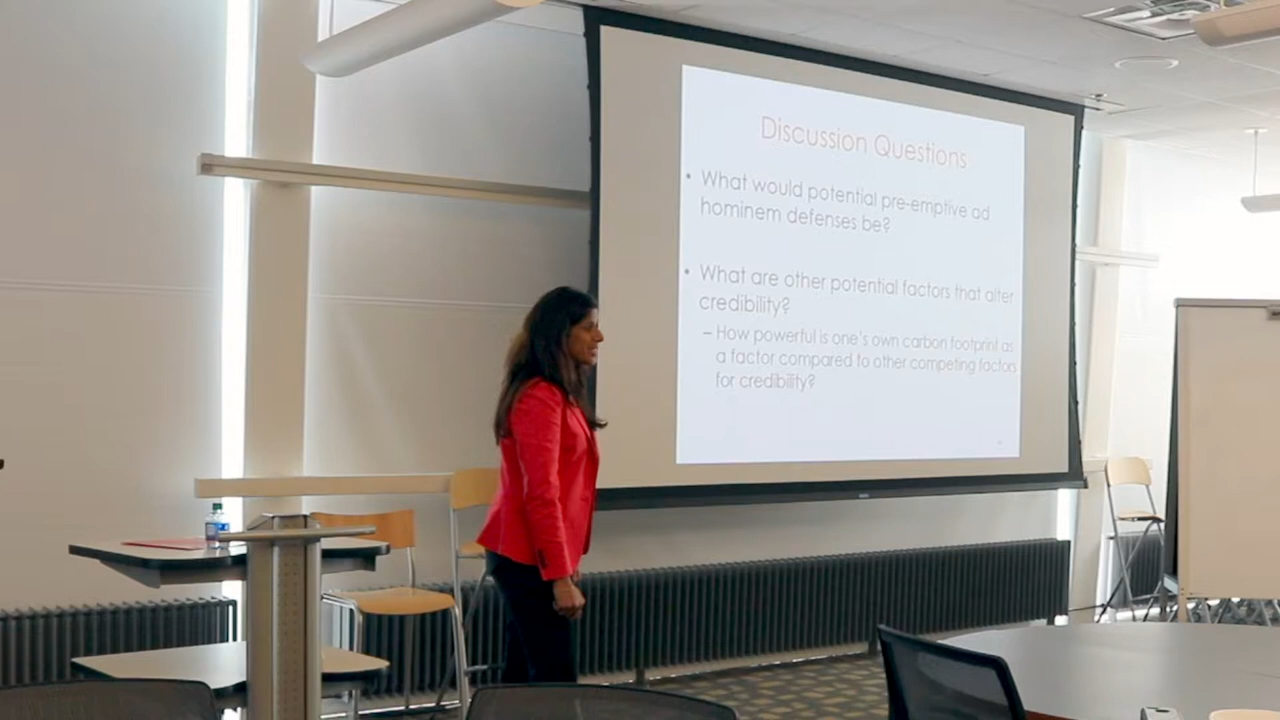 Discussion Questions
• What would potential pre-emptive ad
hominem defenses be?
• What are other potential factors that alter
credibility?
– How powerful is one's own carbon footprint as
a factor compared to other competing factors
for credibility?